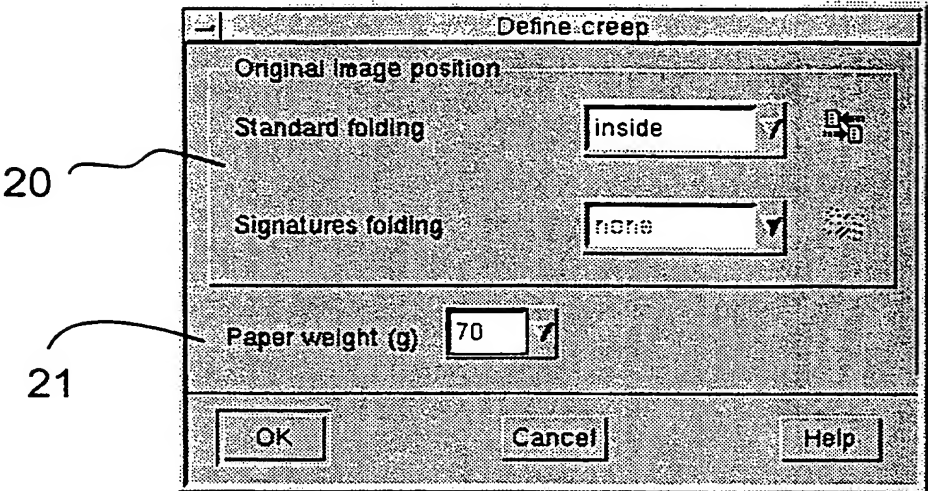 Define creep
Original image position
Standard folding inside
20
Signatures folding none
Paper weight (g) 70
21
OK Cancel Help